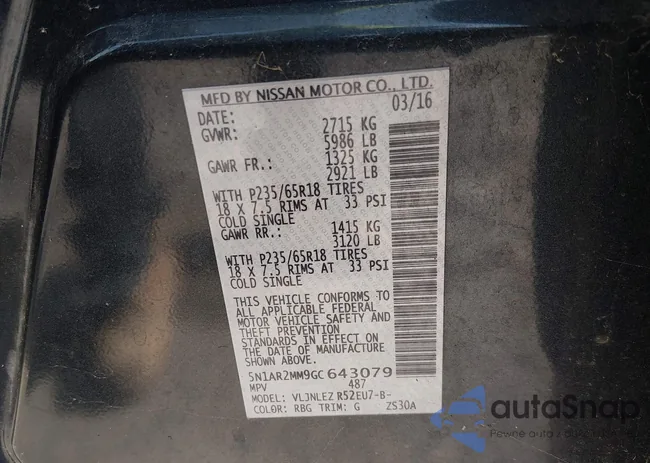 MFD BY NISSAN MOTOR CO., LTD.
DATE: 03/16
GVWR: 2715 KG
5986 LB
GAWR FR.: 1325 KG
2921 LB
WITH P235/65R18 TIRES
18 X 7.5 RIMS AT 33 PSI
COLD SINGLE
GAWR RR.: 1415 KG
3120 LB
WITH P235/65R18 TIRES
18 X 7.5 RIMS AT 33 PSI
COLD SINGLE
THIS VEHICLE CONFORMS TO
ALL APPLICABLE FEDERAL
MOTOR VEHICLE SAFETY AND
THEFT PREVENTION
STANDARDS IN EFFECT ON
THE DATE OF MANUFACTURE
SHOWN ABOVE.
5N1AR2MM9GC643079
MPV 487
MODEL: VLJNLEZ R52EU7-B-
COLOR: RBG TRIM: G ZS30A
autoSnap
Pewne auto prosto z USA